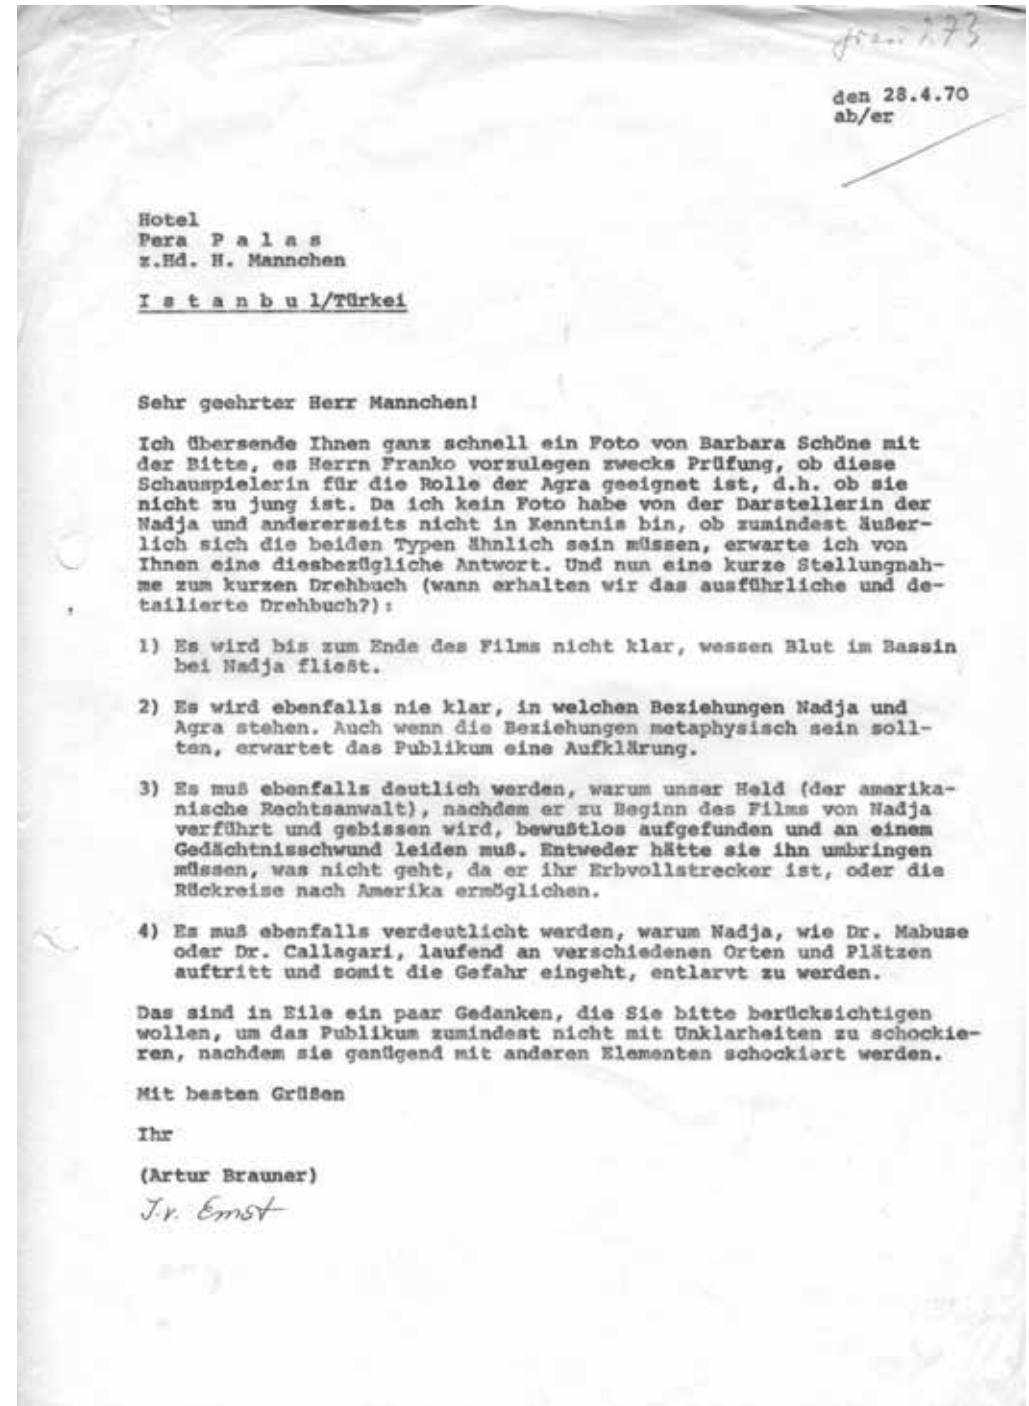 2.73
den 28.4.70
ab/er
Hotel
Pera P a l a s
z.Hd. H. Mannchen
I s t a n b u l/Türkei
Sehr geehrter Herr Mannchen!
Ich übersende Ihnen ganz schnell ein Foto von Barbara Schöne mit
der Bitte, es Herrn Franko vorzulegen zwecks Prüfung, ob diese
Schauspielerin für die Rolle der Agra geeignet ist, d.h. ob sie
nicht zu jung ist. Da ich kein Foto habe von der Darstellerin der
Nadja und andererseits nicht in Kenntnis bin, ob zumindest äußer-
lich sich die beiden Typen ähnlich sein müssen, erwarte ich von
Ihnen eine diesbezügliche Antwort. Und nun eine kurze Stellungnah-
me zum kurzen Drehbuch (wann erhalten wir das ausführliche und de-
taillierte Drehbuch?):
1) Es wird bis zum Ende des Films nicht klar, wessen Blut im Bassin
bei Nadja fließt.
2) Es wird ebenfalls nie klar, in welchen Beziehungen Nadja und
Agra stehen. Auch wenn die Beziehungen metaphysisch sein soll-
ten, erwartet das Publikum eine Aufklärung.
3) Es muß ebenfalls deutlich werden, warum unser Held (der amerika-
nische Rechtsanwalt), nachdem er zu Beginn des Films von Nadja
verführt und gebissen wird, bewußtlos aufgefunden und an einem
Gedächtnisschwund leiden muß. Entweder hätte sie ihn umbringen
müssen, was nicht geht, da er ihr Erbvollstrecker ist, oder die
Rückreise nach Amerika ermöglichen.
4) Es muß ebenfalls verdeutlicht werden, warum Nadja, wie Dr. Mabuse
oder Dr. Callagari, laufend an verschiedenen Orten und Plätzen
auftritt und somit die Gefahr eingeht, entlarvt zu werden.
Das sind in Eile ein paar Gedanken, die Sie bitte berücksichtigen
wollen, um das Publikum zumindest nicht mit Unklarheiten zu schockie-
ren, nachdem sie genügend mit anderen Elementen schockiert werden.
Mit besten Grüßen
Ihr
(Artur Brauner)
I.V. Ernst